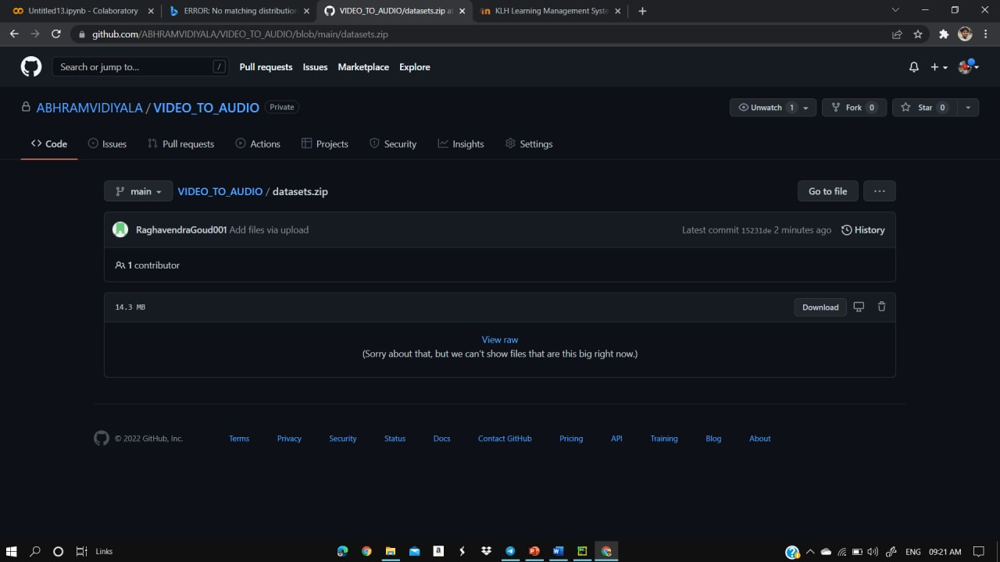 Untitled13.ipynb - Colaboratory
ERROR: No matching distribution
VIDEO_TO_AUDIO/datasets.zip at
KLH Learning Management Syste
github.com/ABHRAMVIDIYALA/VIDEO_TO_AUDIO/blob/main/datasets.zip
Search or jump to... /
Pull requests Issues Marketplace Explore
ABHRAMVIDIYALA / VIDEO_TO_AUDIO Private
Unwatch 1 Fork 0 Star 0
Code Issues Pull requests Actions Projects Security Insights Settings
main VIDEO_TO_AUDIO / datasets.zip Go to file ...
RaghavendraGoud001 Add files via upload Latest commit 15231de 2 minutes ago History
1 contributor
14.3 MB Download
View raw
(Sorry about that, but we can't show files that are this big right now.)
© 2022 GitHub, Inc. Terms Privacy Security Status Docs Contact GitHub Pricing API Training Blog About
Links ENG 09:21 AM